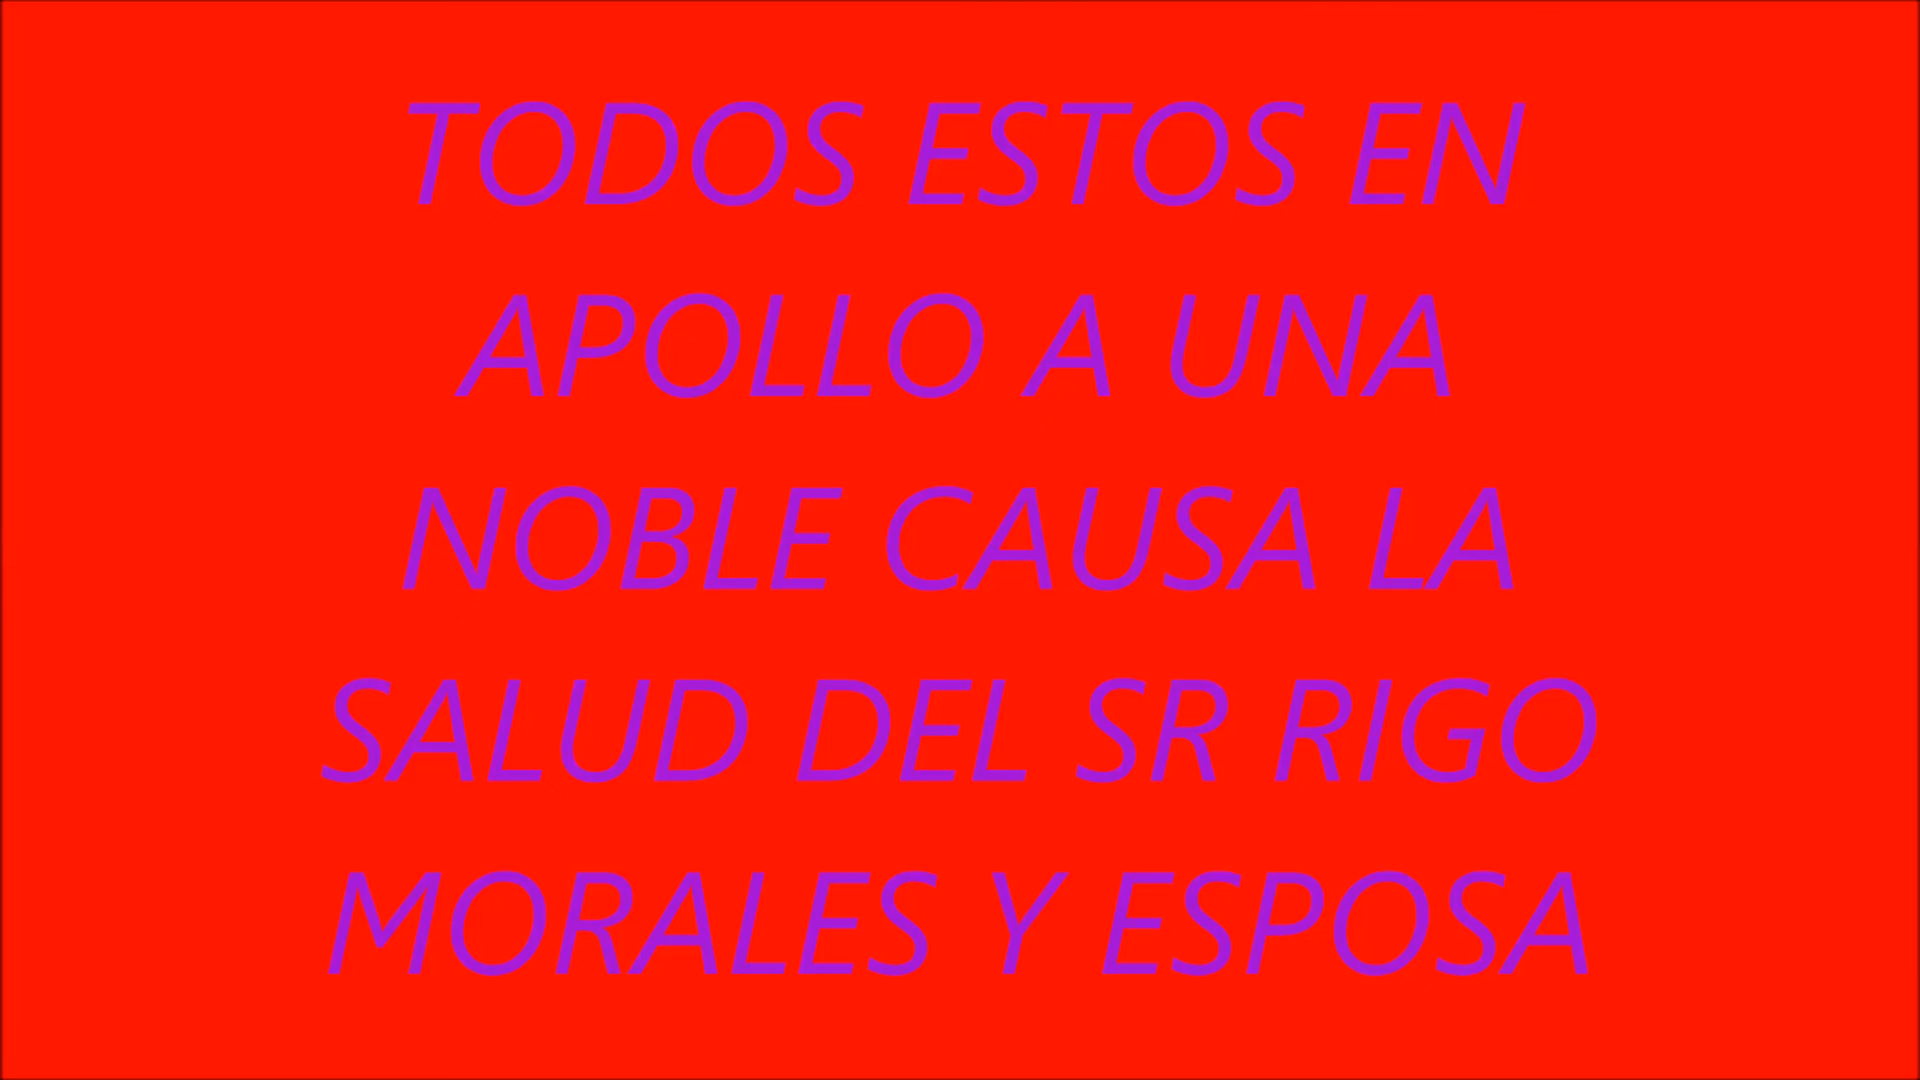 TODOS ESTOS EN
APOLLO A UNA
NOBLE CAUSA LA
SALUD DEL SR RIGO
MORALES Y ESPOSA